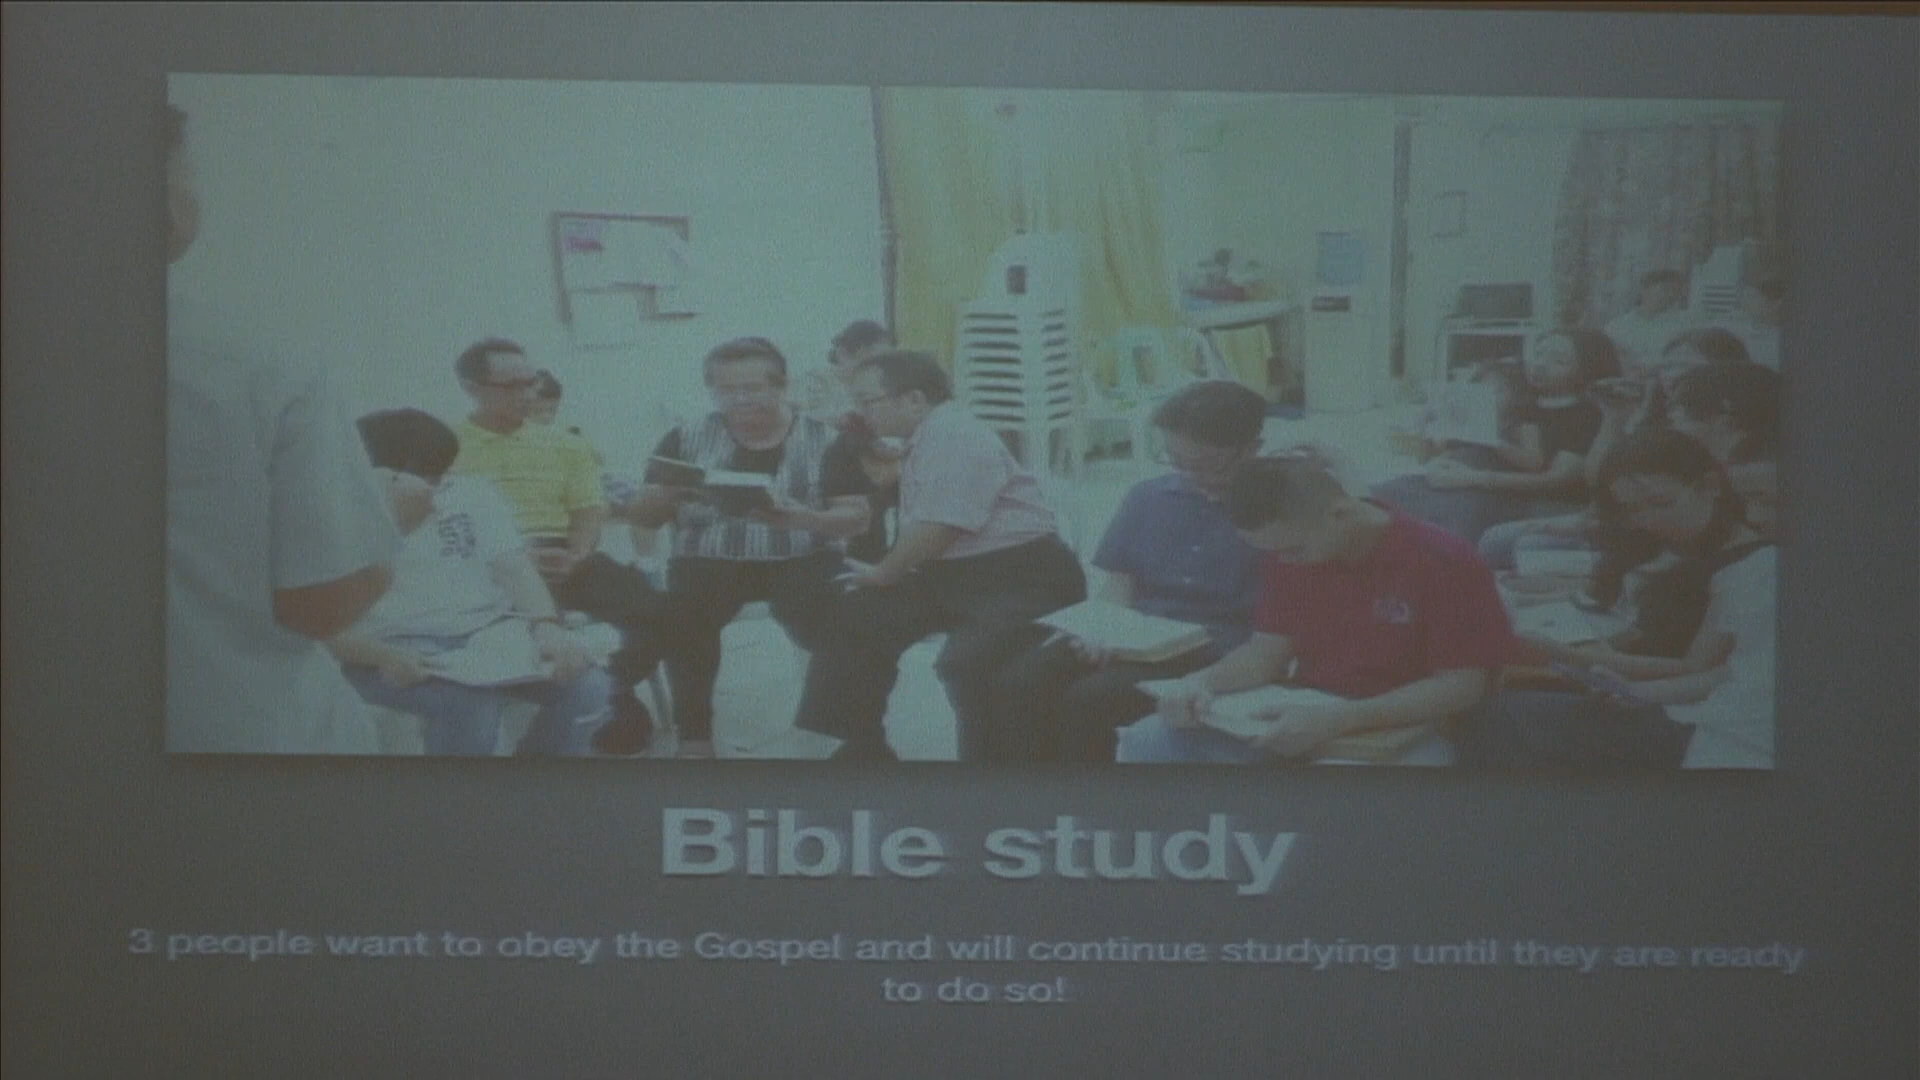 Bible study
3 people want to obey the Gospel and will continue studying until they are ready
to do so!